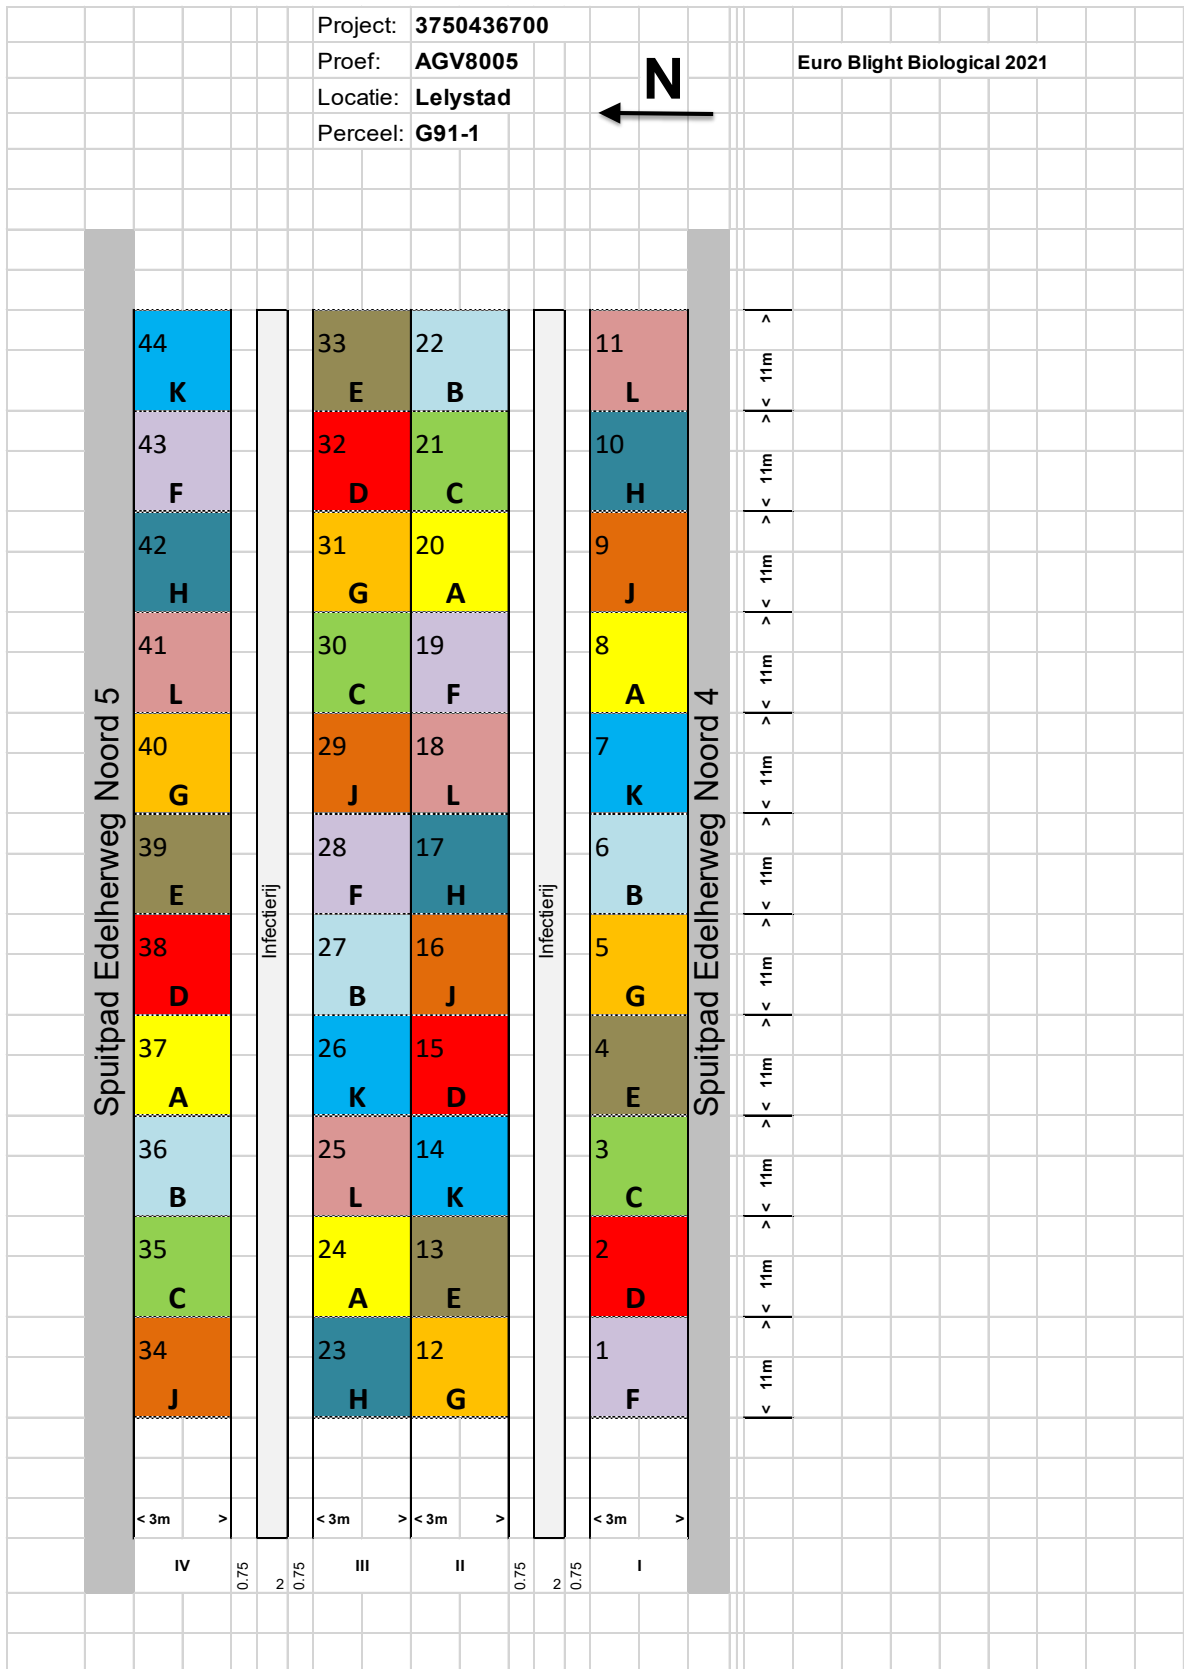 Project: 3750436700
Proef: AGV8005
Locatie: Lelystad
Perceel: G91-1
N
Euro Blight Biological 2021
44 33 22 11
K E B L
43 32 21 10
F D C H
42 31 20 9
H G A J
41 30 19 8
L C F A
40 29 18 7
G J L K
39 28 17 6
E F H B
38 27 16 5
D B J G
37 26 15 4
A K D E
36 25 14 3
B L K C
35 24 13 2
C A E D
34 23 12 1
J H G F
Spuitpad Edelherweg Noord 5
Infectierij
Infectierij
Spuitpad Edelherweg Noord 4
< 11m >
< 11m >
< 11m >
< 11m >
< 11m >
< 11m >
< 11m >
< 11m >
< 11m >
< 11m >
< 11m >
< 3m > < 3m > < 3m > < 3m >
IV 0.75 2 0.75 III II 0.75 2 0.75 I